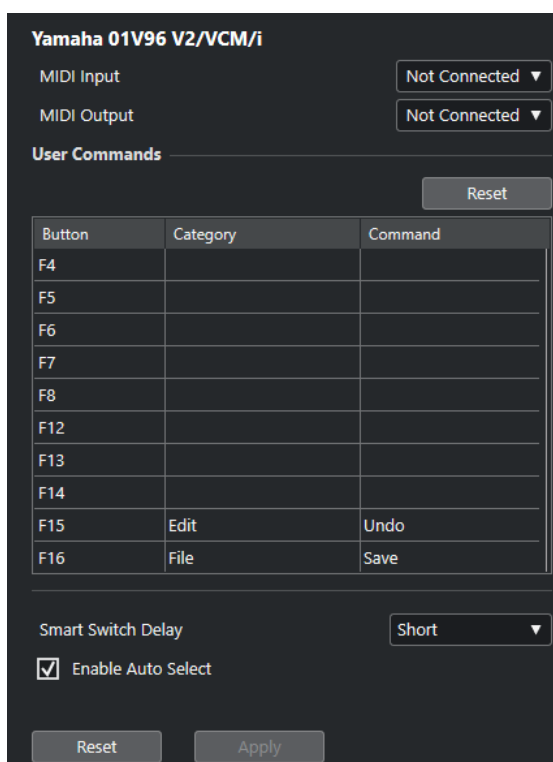 Yamaha 01V96 V2/VCM/i
MIDI Input Not Connected
MIDI Output Not Connected
User Commands
Reset
Button Category Command
F4
F5
F6
F7
F8
F12
F13
F14
F15 Edit Undo
F16 File Save
Smart Switch Delay Short
Enable Auto Select
Reset Apply